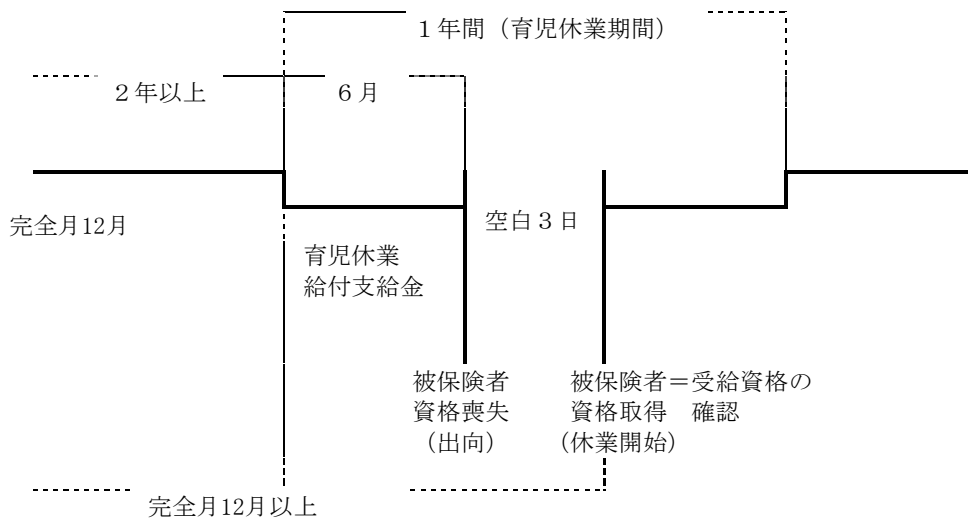 １年間（育児休業期間）
２年以上
６月
完全月12月
空白３日
育児休業
給付支給金
被保険者
資格喪失
（出向）
被保険者＝受給資格の
資格取得　確認
（休業開始）
完全月12月以上